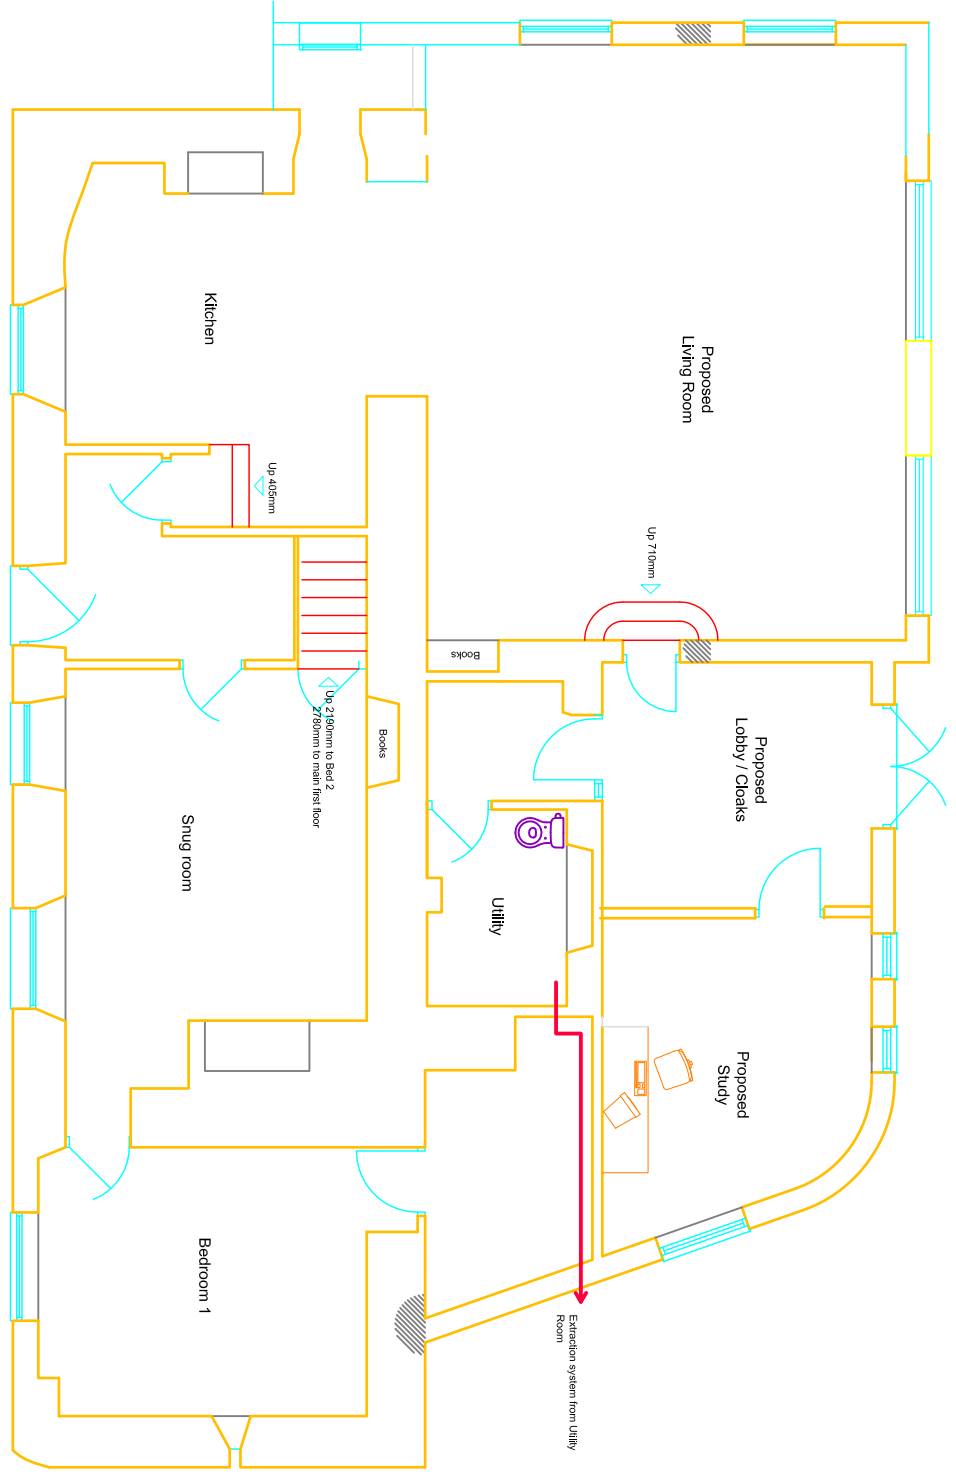 Kitchen
Proposed
Living Room
Up 405mm
Up 710mm
Books
Up 2190mm to Bed 2
2780mm to main first floor
Books
Proposed
Lobby / Cloaks
Snug room
Utility
Proposed
Study
Bedroom 1
Extraction system from Utility
Room